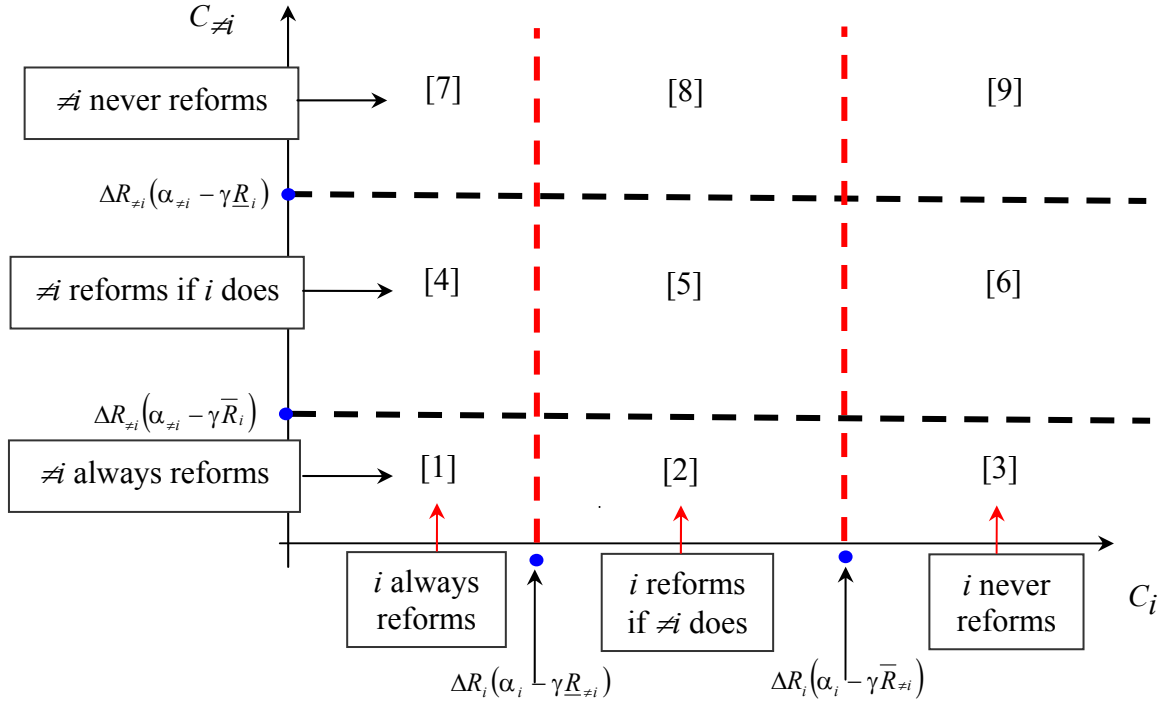 C≠i
≠i never reforms
[7] [8] [9]
ΔR≠i(α≠i − γR̲i)
≠i reforms if i does
[4] [5] [6]
ΔR≠i(α≠i − γR̅i)
≠i always reforms
[1] [2] [3]
i always
reforms
i reforms
if ≠i does
i never
reforms
Ci
ΔRi(αi − γR̲≠i)
ΔRi(αi − γR̅≠i)